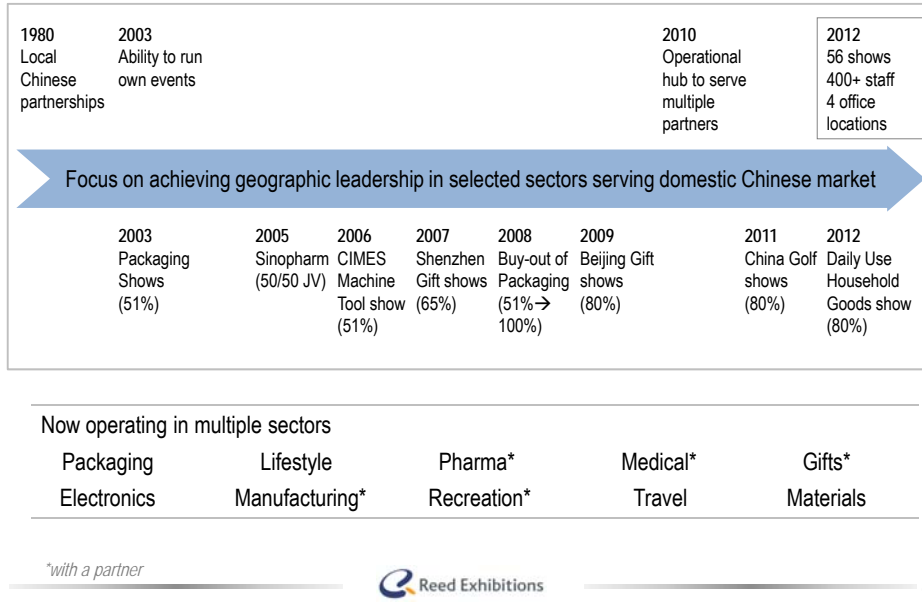 1980
Local
Chinese
partnerships
2003
Ability to run
own events
2010
Operational
hub to serve
multiple
partners
2012
56 shows
400+ staff
4 office
locations
Focus on achieving geographic leadership in selected sectors serving domestic Chinese market
2003
Packaging
Shows
(51%)
2005
Sinopharm
(50/50 JV)
2006
CIMES
Machine
Tool show
(51%)
2007
Shenzhen
Gift shows
(65%)
2008
Buy-out of
Packaging
(51%→
100%)
2009
Beijing Gift
shows
(80%)
2011
China Golf
shows
(80%)
2012
Daily Use
Household
Goods show
(80%)
Now operating in multiple sectors
Packaging Lifestyle Pharma* Medical* Gifts*
Electronics Manufacturing* Recreation* Travel Materials
*with a partner
Reed Exhibitions